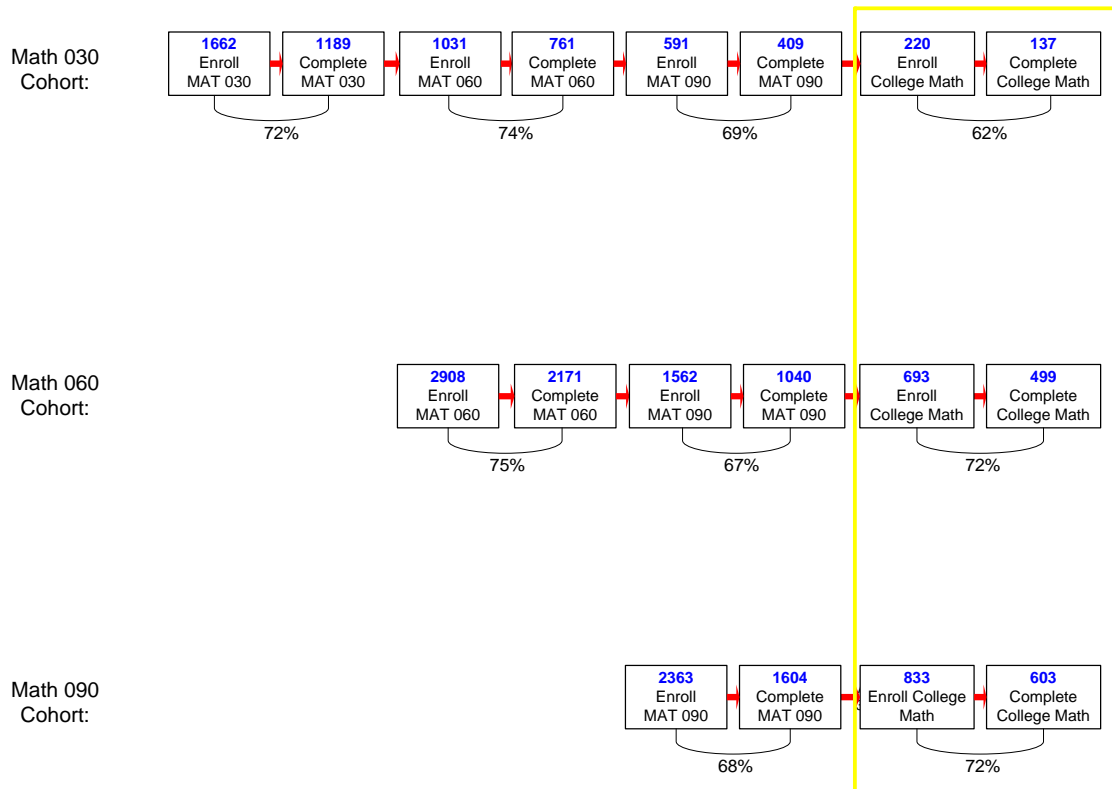 Math 030
Cohort:
1662
Enroll
MAT 030
1189
Complete
MAT 030
1031
Enroll
MAT 060
761
Complete
MAT 060
591
Enroll
MAT 090
409
Complete
MAT 090
220
Enroll
College Math
137
Complete
College Math
72%
74%
69%
62%
Math 060
Cohort:
2908
Enroll
MAT 060
2171
Complete
MAT 060
1562
Enroll
MAT 090
1040
Complete
MAT 090
693
Enroll
College Math
499
Complete
College Math
75%
67%
72%
Math 090
Cohort:
2363
Enroll
MAT 090
1604
Complete
MAT 090
833
Enroll College
Math
603
Complete
College Math
68%
72%